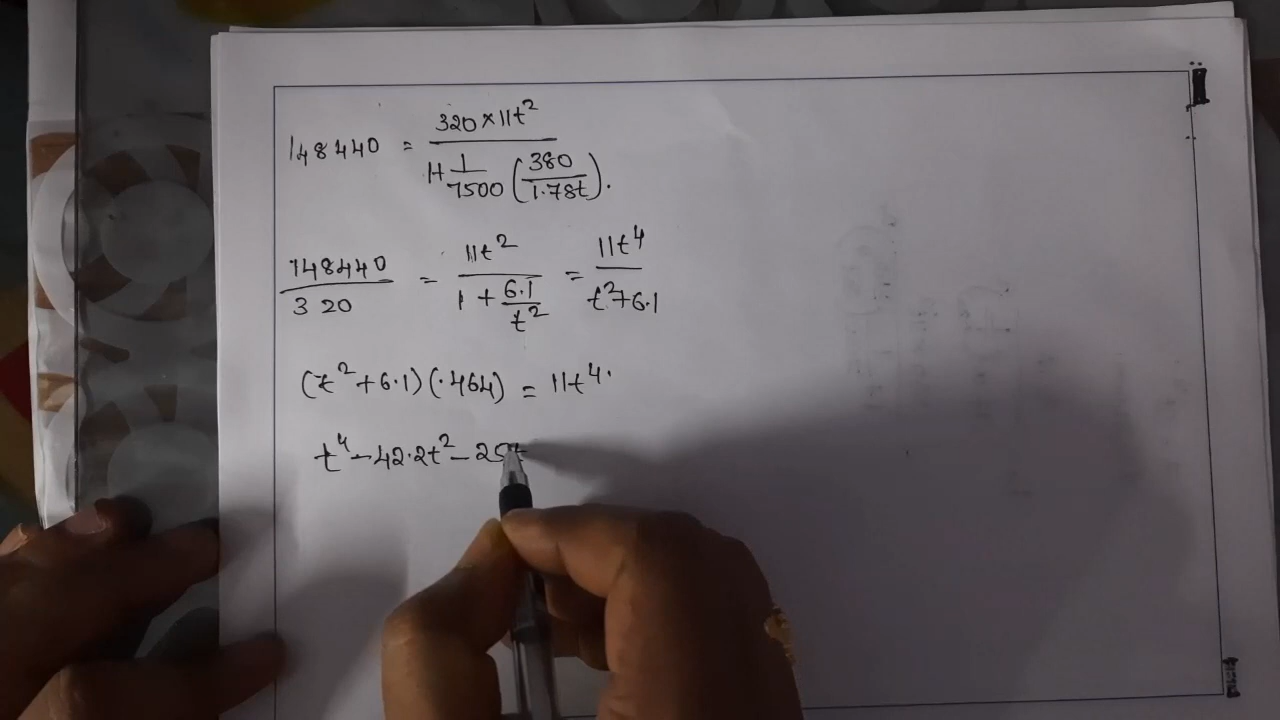 148440 = 320 × 11t² / 1+ 1/7500 (380/1.78t).
148440/320 = 11t² / 1 + 6.1/t² = 11t⁴ / t²+6.1
(t²+6.1)(.464) = 11t⁴.
t⁴ - 42.2t² - 25